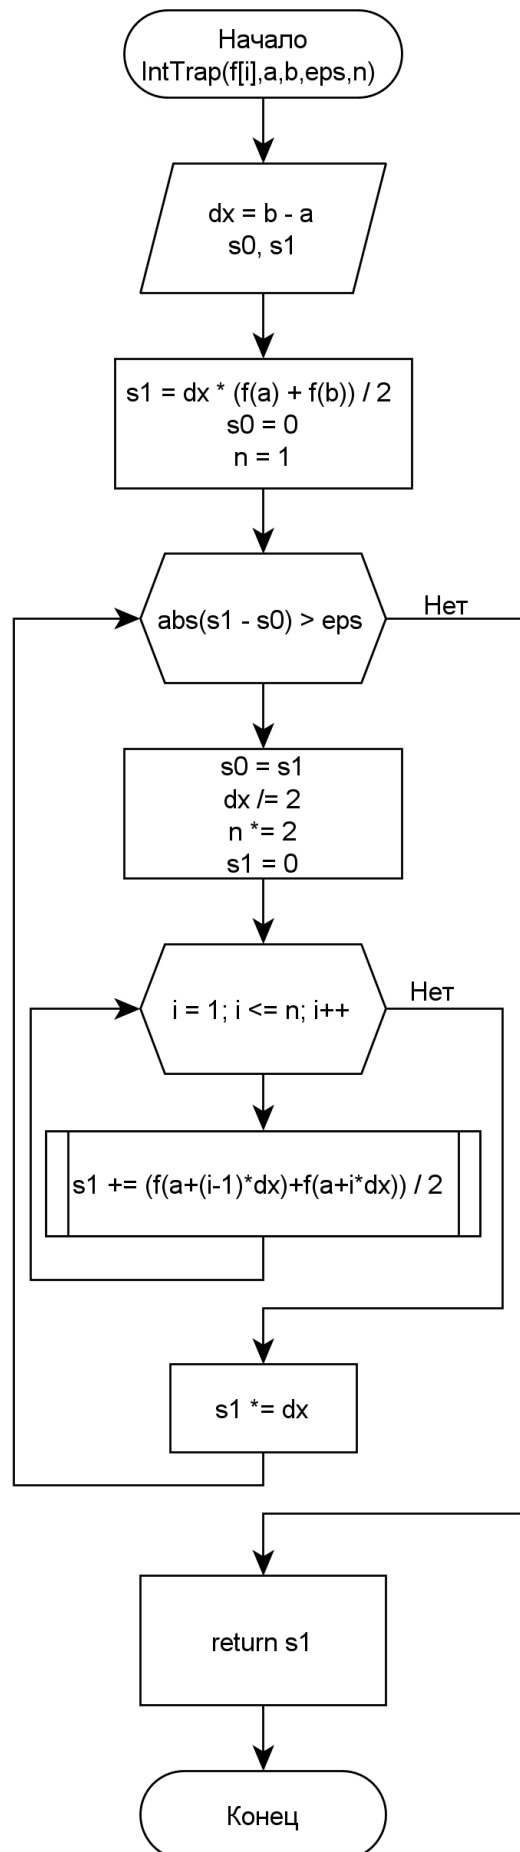 Начало
IntTrap(f[i],a,b,eps,n)
dx = b - a
s0, s1
s1 = dx * (f(a) + f(b)) / 2
s0 = 0
n = 1
abs(s1 - s0) > eps
Нет
s0 = s1
dx /= 2
n *= 2
s1 = 0
i = 1; i <= n; i++
Нет
s1 += (f(a+(i-1)*dx)+f(a+i*dx)) / 2
s1 *= dx
return s1
Конец